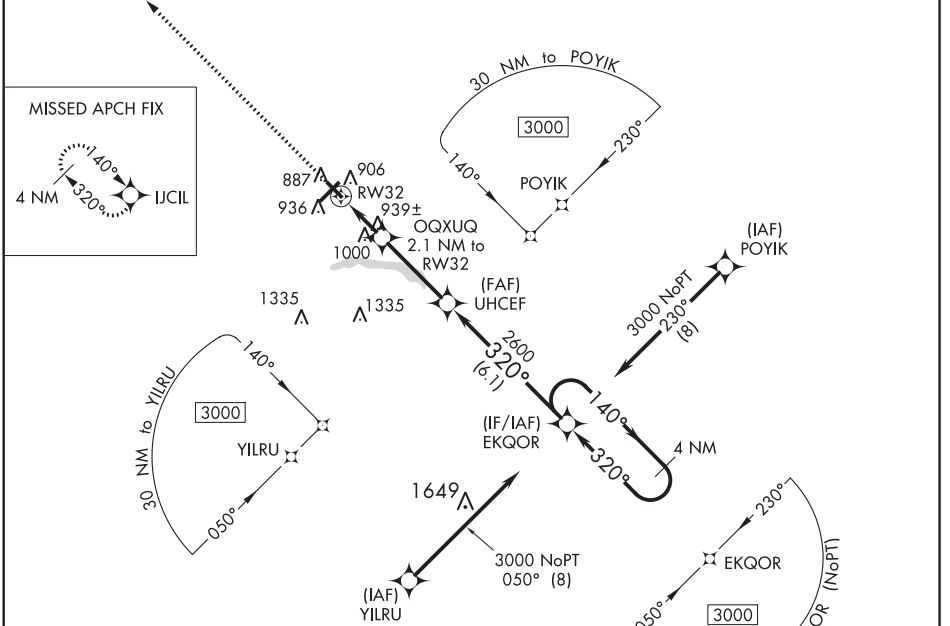 MISSED APCH FIX
140°
4 NM
320°
IJCIL
30 NM to POYIK
3000
140°
230°
POYIK
887
906
RW32
936
939±
1000
OQXUQ
2.1 NM to
RW32
(FAF)
UHCEF
(IAF)
POYIK
3000 NoPT
230°
(8)
1335
1335
2600
320°
(6.1)
30 NM to YILRU
140°
3000
YILRU
050°
(IF/IAF)
EKQOR
140°
320°
4 NM
1649
3000 NoPT
050° (8)
(IAF)
YILRU
230°
EKQOR
3000
OR (NoPT)